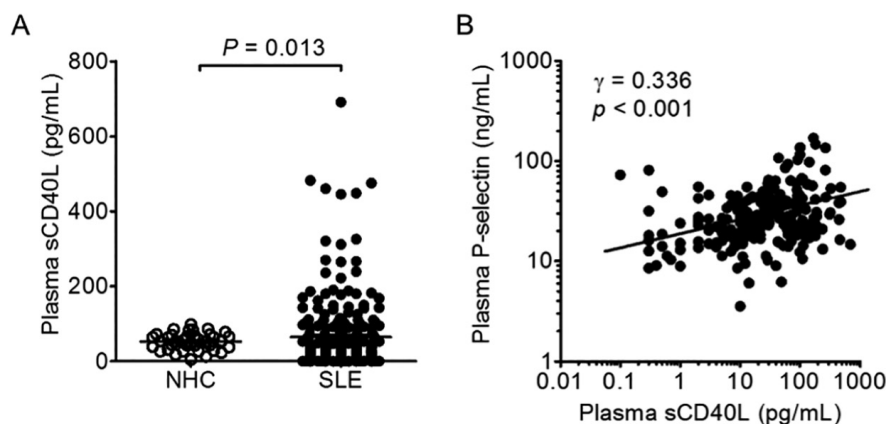 A
Plasma sCD40L (pg/mL)
800
600
400
200
0
P = 0.013
NHC
SLE
B
Plasma P-selectin (ng/mL)
1000
100
10
1
γ = 0.336
p < 0.001
0.01
0.1
1
10
100
1000
Plasma sCD40L (pg/mL)